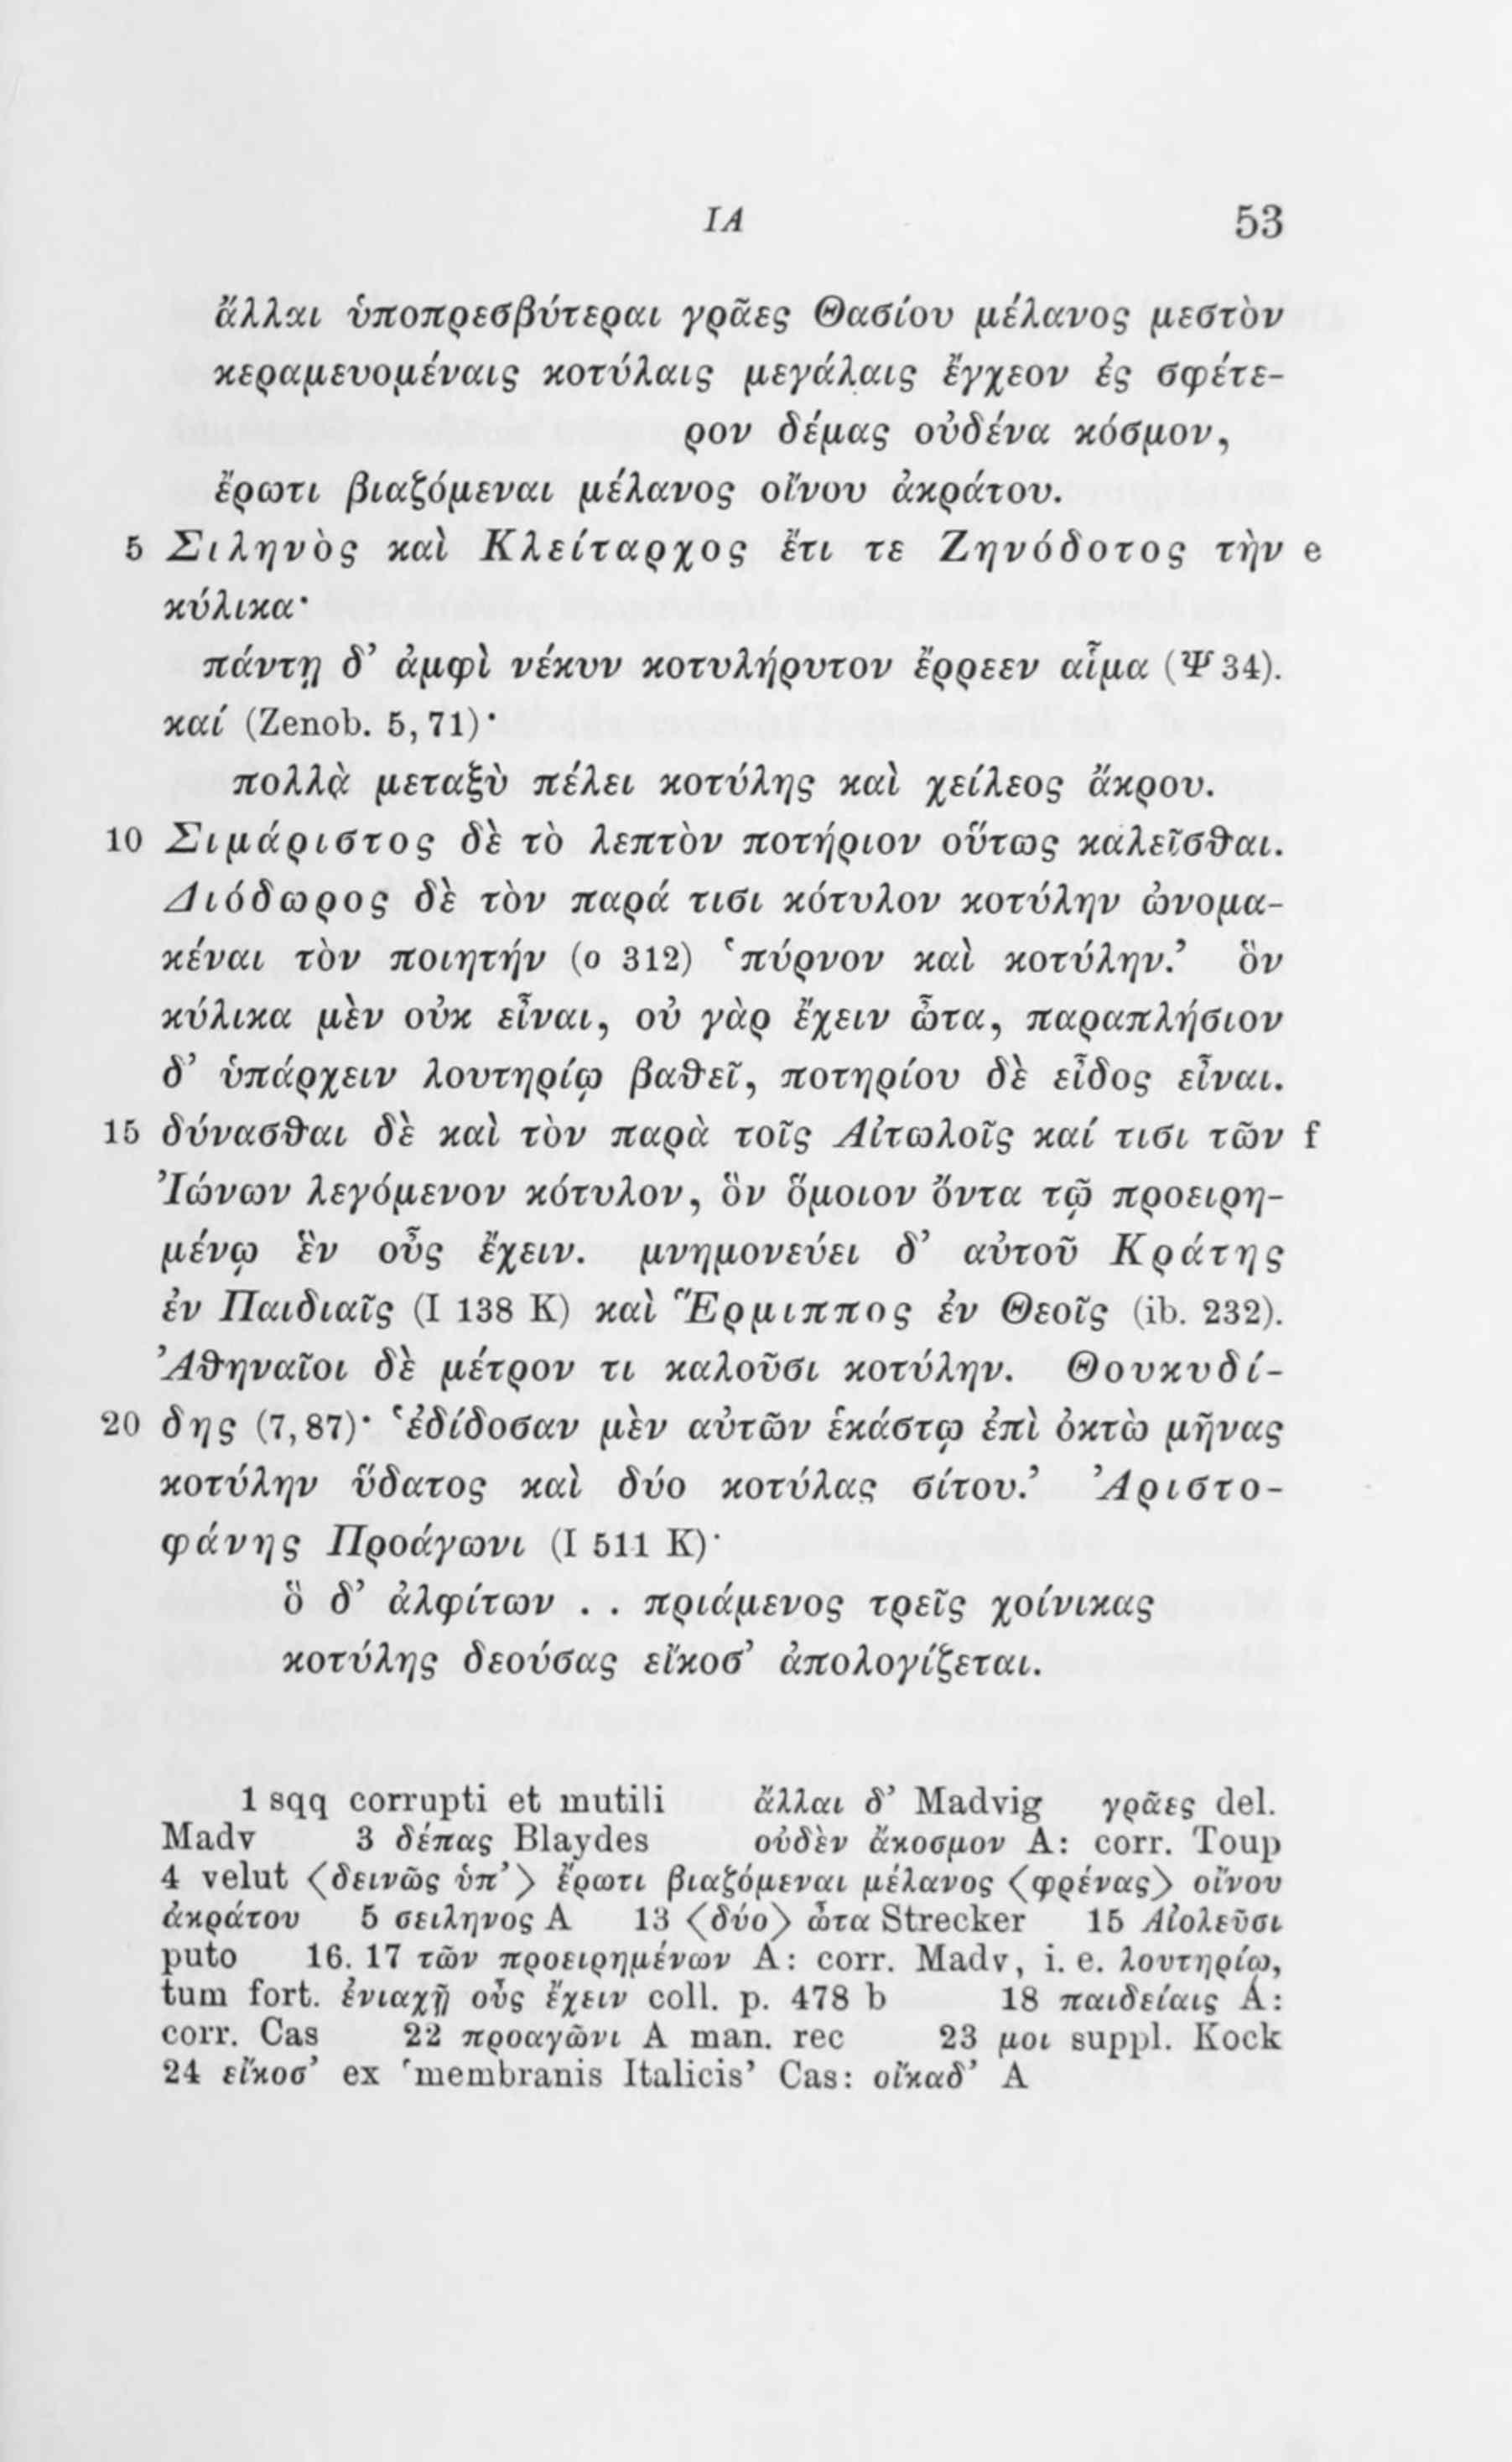 ΙΑ 53
ἄλλαι ὑποπρεσβύτεραι γρᾶες Θασίου μέλανος μεστὸν
κεραμευομέναις κοτύλαις μεγάλαις ἔγχεον ἐς σφέτε-
ρον δέμας οὐδένα κόσμον,
ἔρωτι βιαζόμεναι μέλανος οἴνου ἀκράτου.
5 Σιληνὸς καὶ Κλείταρχος ἔτι τε Ζηνόδοτος τὴν e
κύλικα·
πάντῃ δ’ ἀμφὶ νέκυν κοτυλήρυτον ἔρρεεν αἷμα (Ψ 34).
καί (Zenob. 5, 71)·
πολλὰ μεταξὺ πέλει κοτύλης καὶ χείλεος ἄκρου.
10 Σιμάριστος δὲ τὸ λεπτὸν ποτήριον οὕτως καλεῖσθαι.
Διόδωρος δὲ τὸν παρά τισι κότυλον κοτύλην ὠνομα-
κέναι τὸν ποιητήν (ο 312) ‘πύρνον καὶ κοτύλην.’ ὃν
κύλικα μὲν οὐκ εἶναι, οὐ γὰρ ἔχειν ὦτα, παραπλήσιον
δ’ ὑπάρχειν λουτηρίῳ βαθεῖ, ποτηρίου δὲ εἶδος εἶναι.
15 δύνασθαι δὲ καὶ τὸν παρὰ τοῖς Αἰτωλοῖς καί τισι τῶν f
Ἰώνων λεγόμενον κότυλον, ὃν ὅμοιον ὄντα τῷ προειρη-
μένῳ ἓν οὖς ἔχειν. μνημονεύει δ’ αὐτοῦ Κράτης
ἐν Παιδιαῖς (I 138 K) καὶ Ἕρμιππος ἐν Θεοῖς (ib. 232).
Ἀθηναῖοι δὲ μέτρον τι καλοῦσι κοτύλην. Θουκυδί-
20 δης (7, 87)· ‘ἐδίδοσαν μὲν αὐτῶν ἑκάστῳ ἐπὶ ὀκτὼ μῆνας
κοτύλην ὕδατος καὶ δύο κοτύλας σίτου.’ Ἀριστο-
φάνης Προάγωνι (I 511 K)·
ὃ δ’ ἀλφίτων . . πριάμενος τρεῖς χοίνικας
κοτύλης δεούσας εἴκοσ’ ἀπολογίζεται.
1 sqq corrupti et mutili ἄλλαι δ’ Madvig γρᾶες del.
Madv 3 δέπας Blaydes οὐδὲν ἄκοσμον A: corr. Toup
4 velut 〈δεινῶς ὑπ’〉 ἔρωτι βιαζόμεναι μέλανος 〈φρένας〉 οἴνου
ἀκράτου 5 σειληνος A 13 〈δύο〉 ὦτα Strecker 15 Αἰολεῦσι
puto 16. 17 τῶν προειρημένων A: corr. Madv, i. e. λουτηρίῳ,
tum fort. ἐνιαχῇ οὖς ἔχειν coll. p. 478 b 18 παιδείαις A:
corr. Cas 22 προαγῶνι A man. rec 23 μοι suppl. Kock
24 εἴκοσ’ ex ‘membranis Italicis’ Cas: οἴκαδ’ A